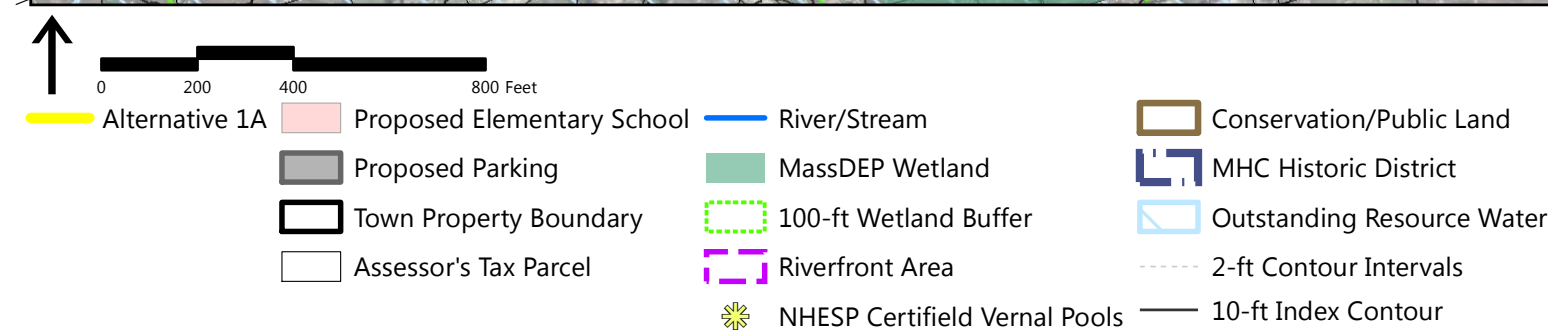 0 200 400 800 Feet
Alternative 1A
Proposed Elementary School
Proposed Parking
Town Property Boundary
Assessor's Tax Parcel
River/Stream
MassDEP Wetland
100-ft Wetland Buffer
Riverfront Area
NHESP Certifield Vernal Pools
Conservation/Public Land
MHC Historic District
Outstanding Resource Water
2-ft Contour Intervals
10-ft Index Contour